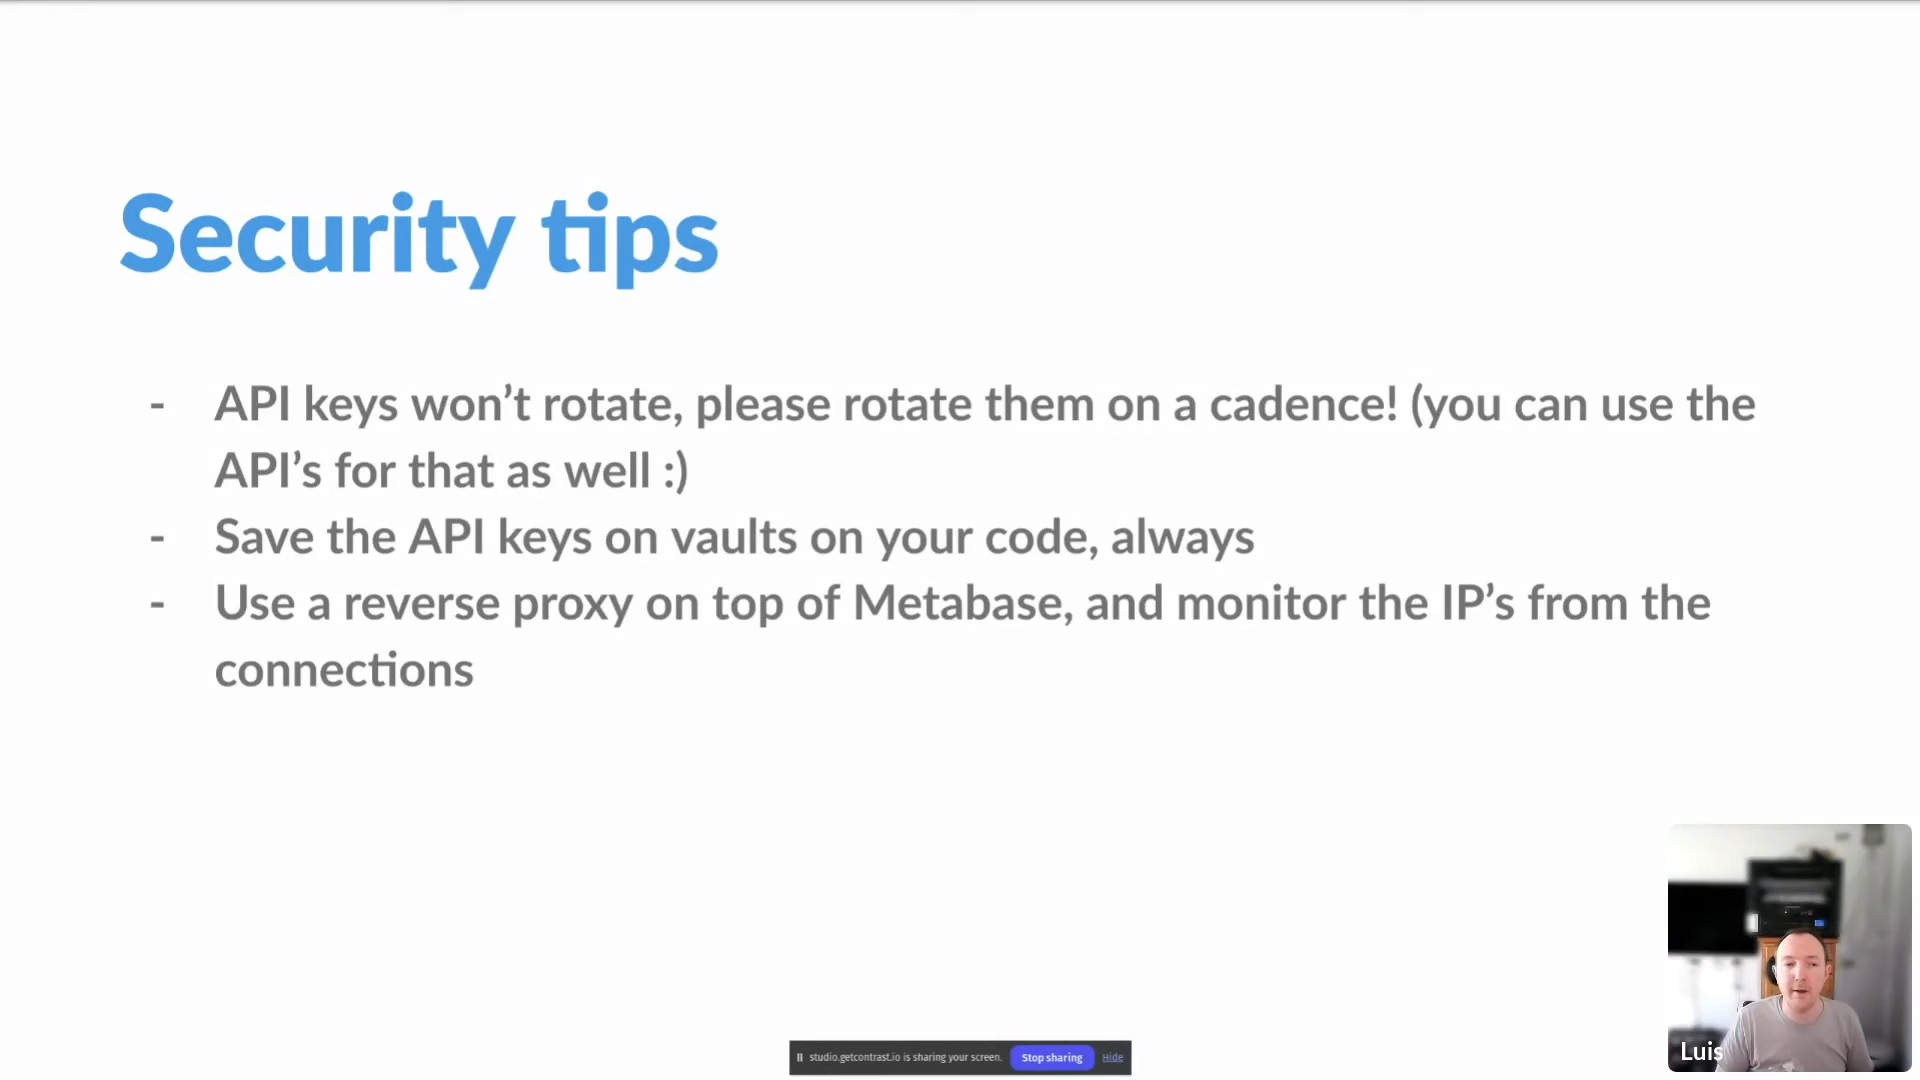 Security tips
- API keys won’t rotate, please rotate them on a cadence! (you can use the
API’s for that as well :)
- Save the API keys on vaults on your code, always
- Use a reverse proxy on top of Metabase, and monitor the IP’s from the
connections
Luis
studio.getcontrast.io is sharing your screen. Stop sharing Hide